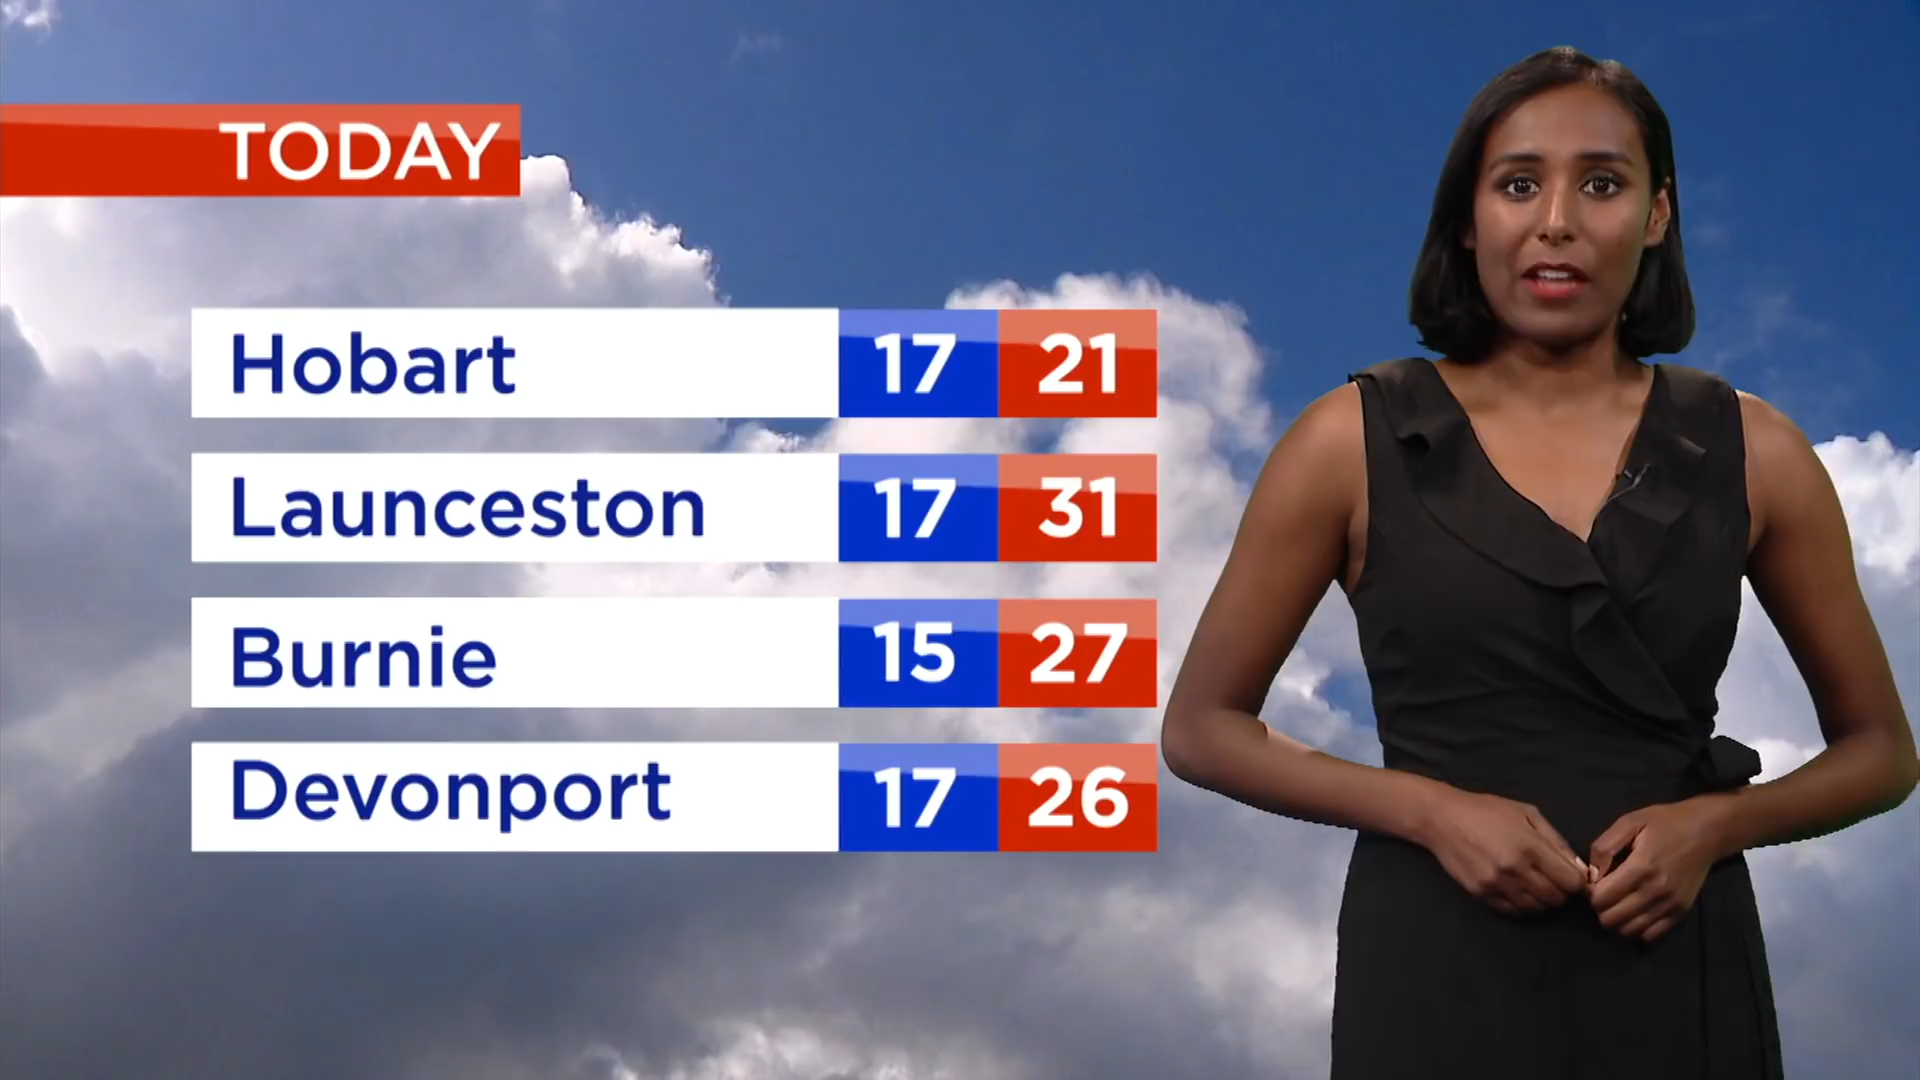 TODAY
Hobart 17 21
Launceston 17 31
Burnie 15 27
Devonport 17 26